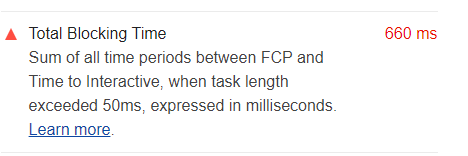 Total Blocking Time 660 ms
Sum of all time periods between FCP and
Time to Interactive, when task length
exceeded 50ms, expressed in milliseconds.
Learn more.